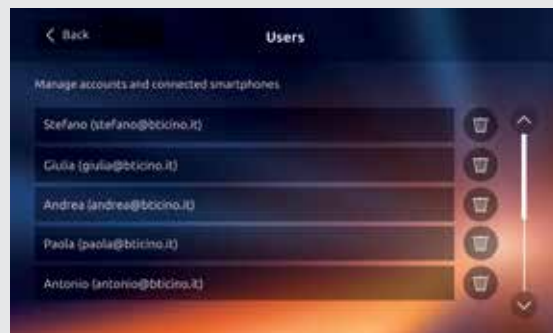 Back
Users
Manage accounts and connected smartphones
Stefano (stefano@bticino.it)
Giulia (giulia@bticino.it)
Andrea (andrea@bticino.it)
Paola (paola@bticino.it)
Antonio (antonio@bticino.it)